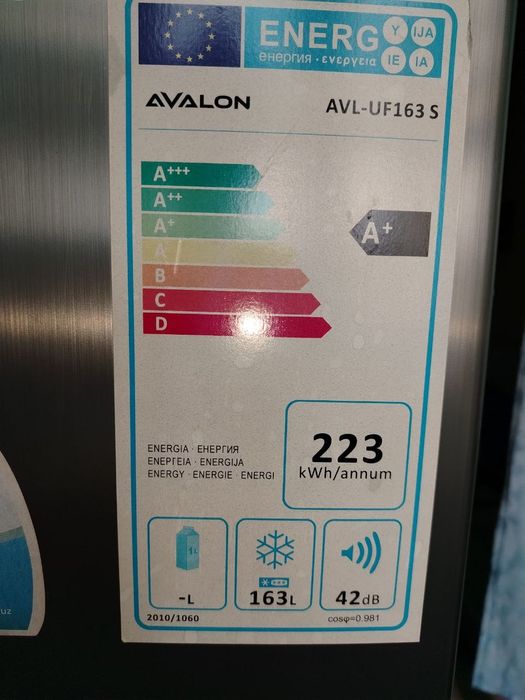 ENERG Y IJA
енергия · ενεργεια IE IA
AVALON AVL-UF163 S
A+++
A++
A+
A+
A
B
C
D
ENERGIA · ЕНЕРГИЯ
ΕΝΕΡΓΕΙΑ · ENERGIJA
ENERGY · ENERGIE · ENERGI
223
kWh/annum
1L
-L
163L
42dB
2010/1060
cosφ=0.981
uz